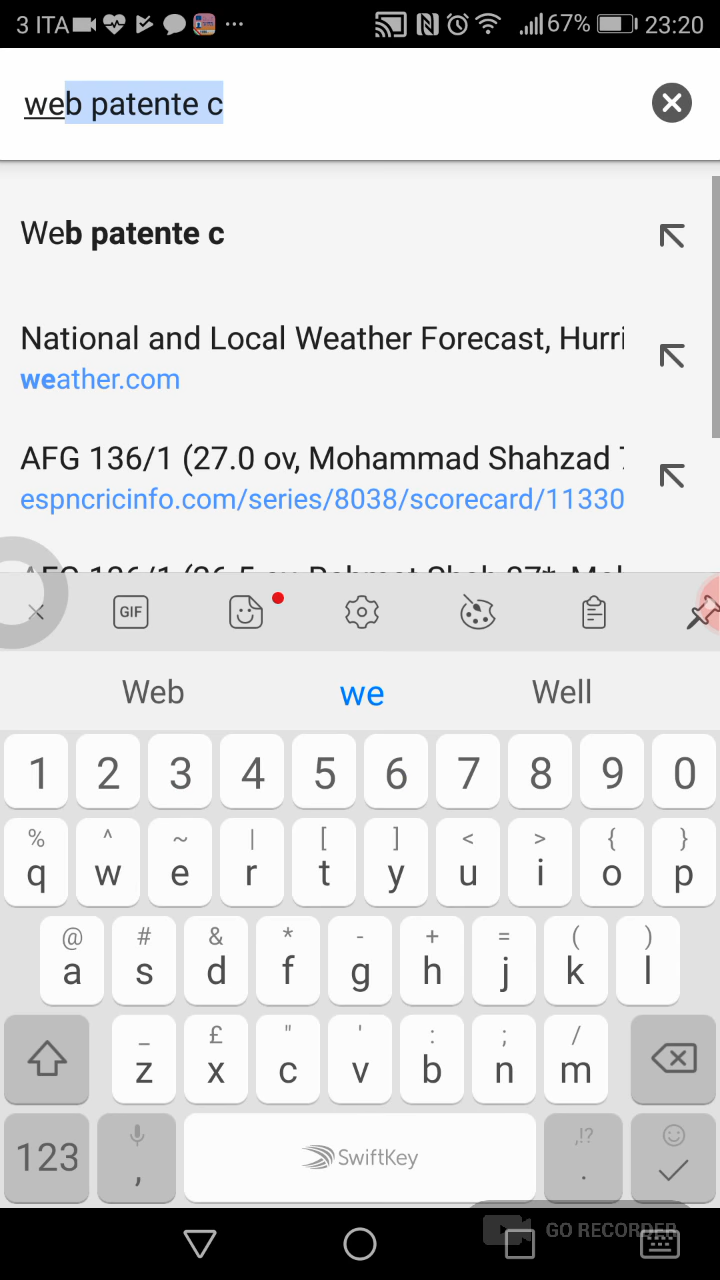 3 ITA ... 67% 23:20
web patente c
Web patente c
National and Local Weather Forecast, Hurri
weather.com
AFG 136/1 (27.0 ov, Mohammad Shahzad
espncricinfo.com/series/8038/scorecard/11330
GIF
Web we Well
1 2 3 4 5 6 7 8 9 0
% ^ ~ | [ ] < > { }
q w e r t y u i o p
@ # & * - + = ( )
a s d f g h j k l
_ £ " ' : ; /
z x c v b n m
,!?
123 , SwiftKey .
GO RECORDER